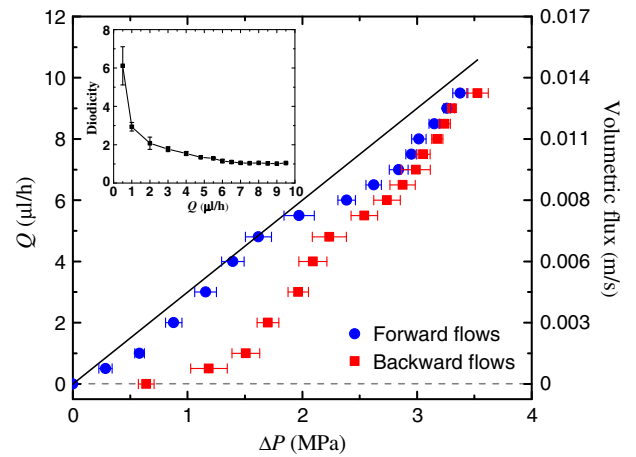 12
10
8
6
4
2
0
Q (μl/h)
0.017
0.014
0.012
0.009
0.006
0.003
0
Volumetric flux (m/s)
8
6
4
2
0
Diodicity
0 1 2 3 4 5 6 7 8 9 10
Q (μl/h)
Forward flows
Backward flows
0 1 2 3 4
ΔP (MPa)